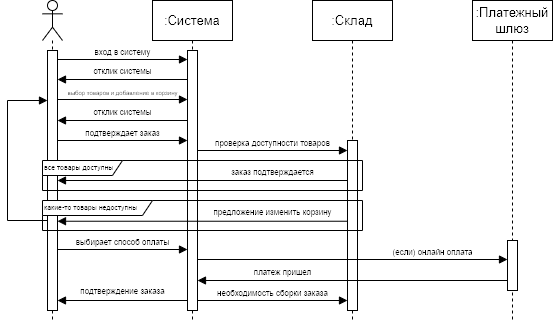 :Система
:Склад
:Платежный
шлюз
вход в систему
отклик системы
выбор товаров и добавление в корзину
отклик системы
подтверждает заказ
проверка доступности товаров
все товары доступны
заказ подтверждается
какие-то товары недоступны
предложение изменить корзину
выбирает способ оплаты
(если) онлайн оплата
платеж пришел
подтверждение заказа
необходимость сборки заказа